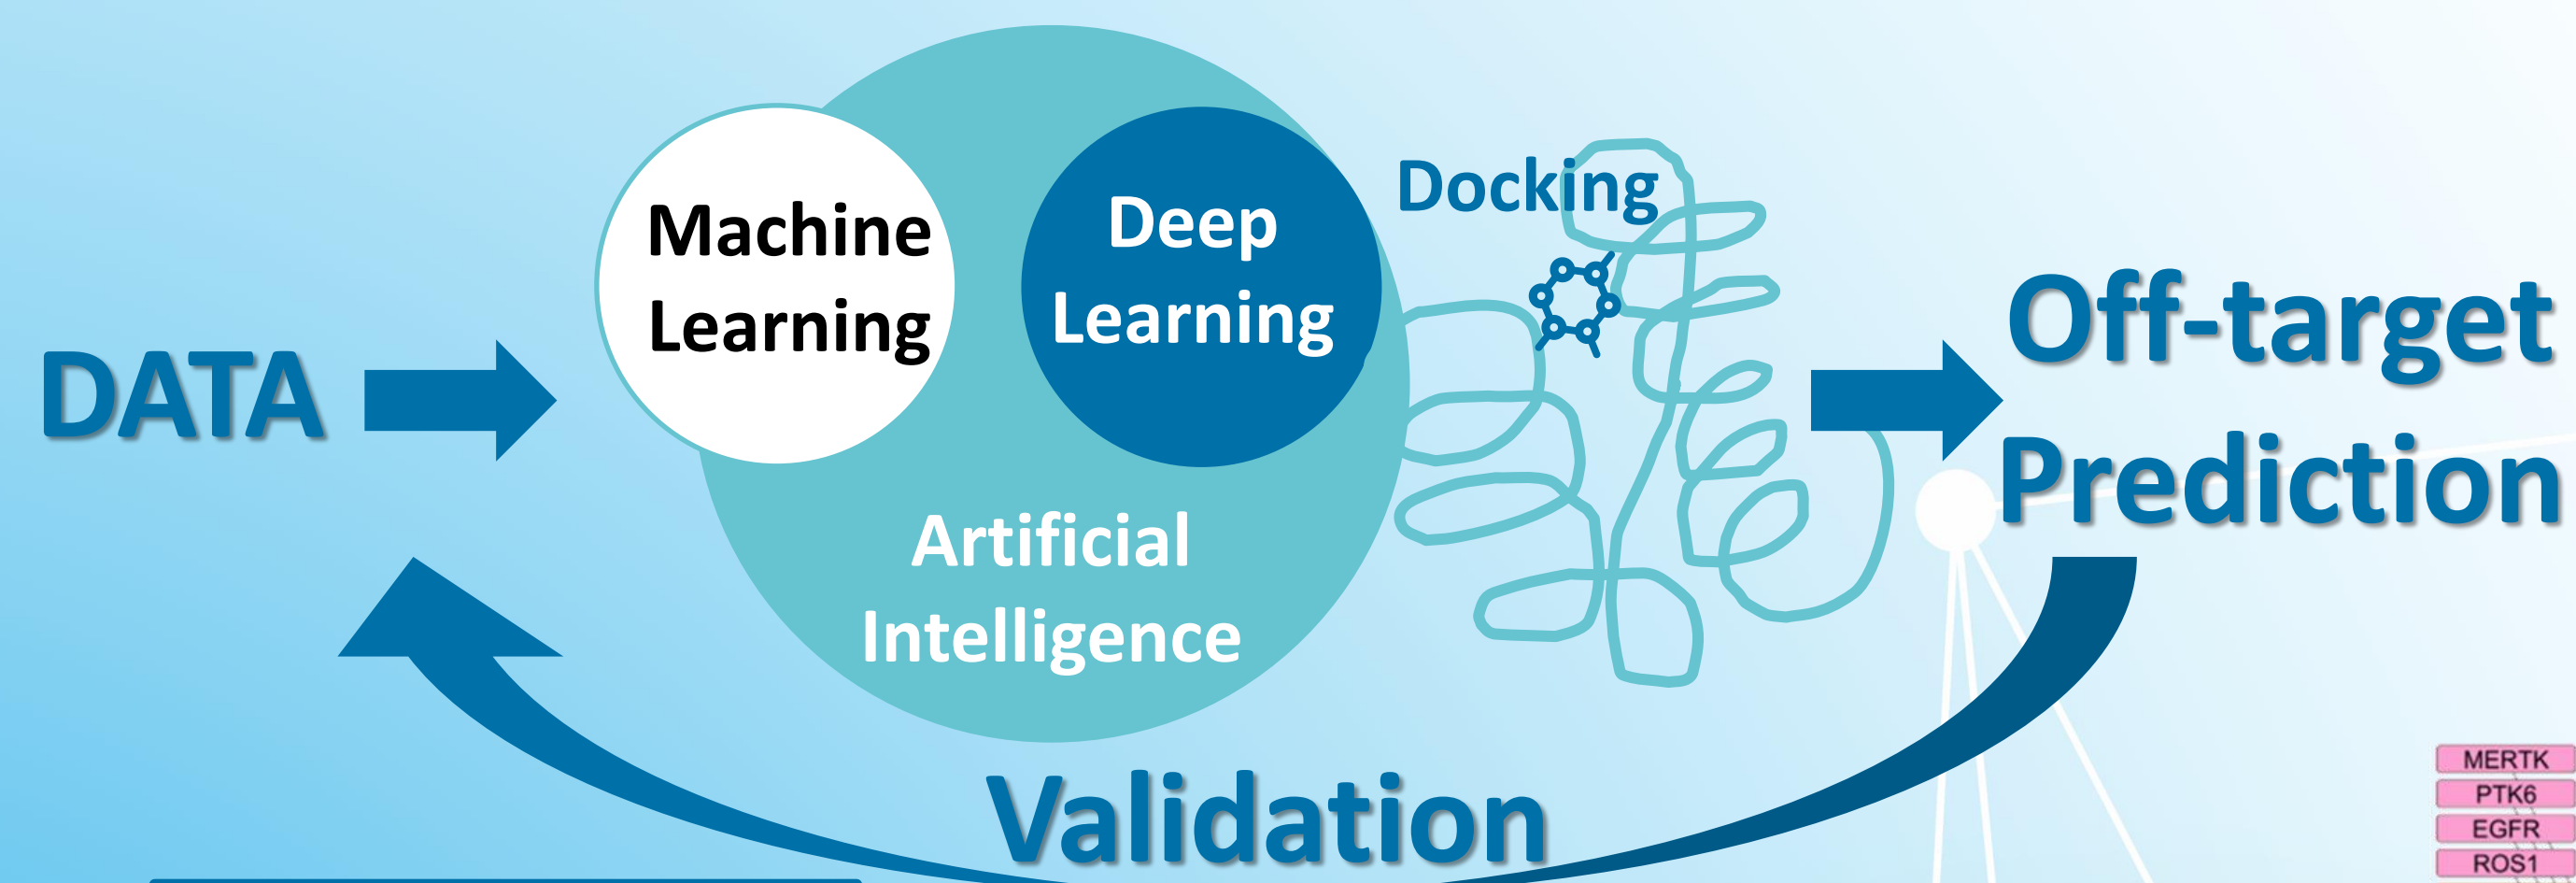 DATA
Machine
Learning
Deep
Learning
Artificial
Intelligence
Docking
Off-target
Prediction
Validation
MERTK
PTK6
EGFR
ROS1